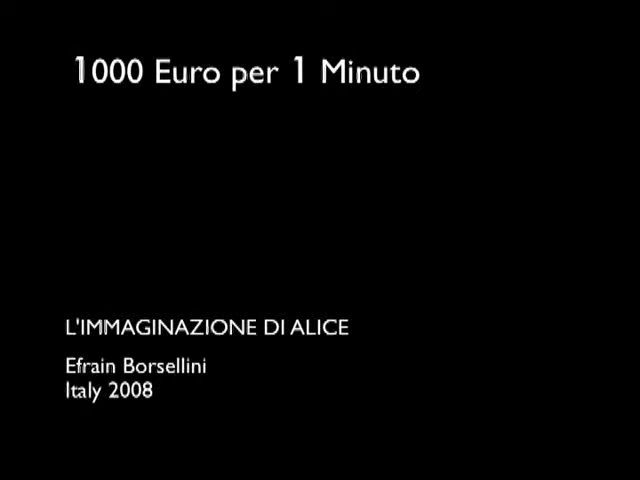 1000 Euro per 1 Minuto
L'IMMAGINAZIONE DI ALICE
Efrain Borsellini
Italy 2008